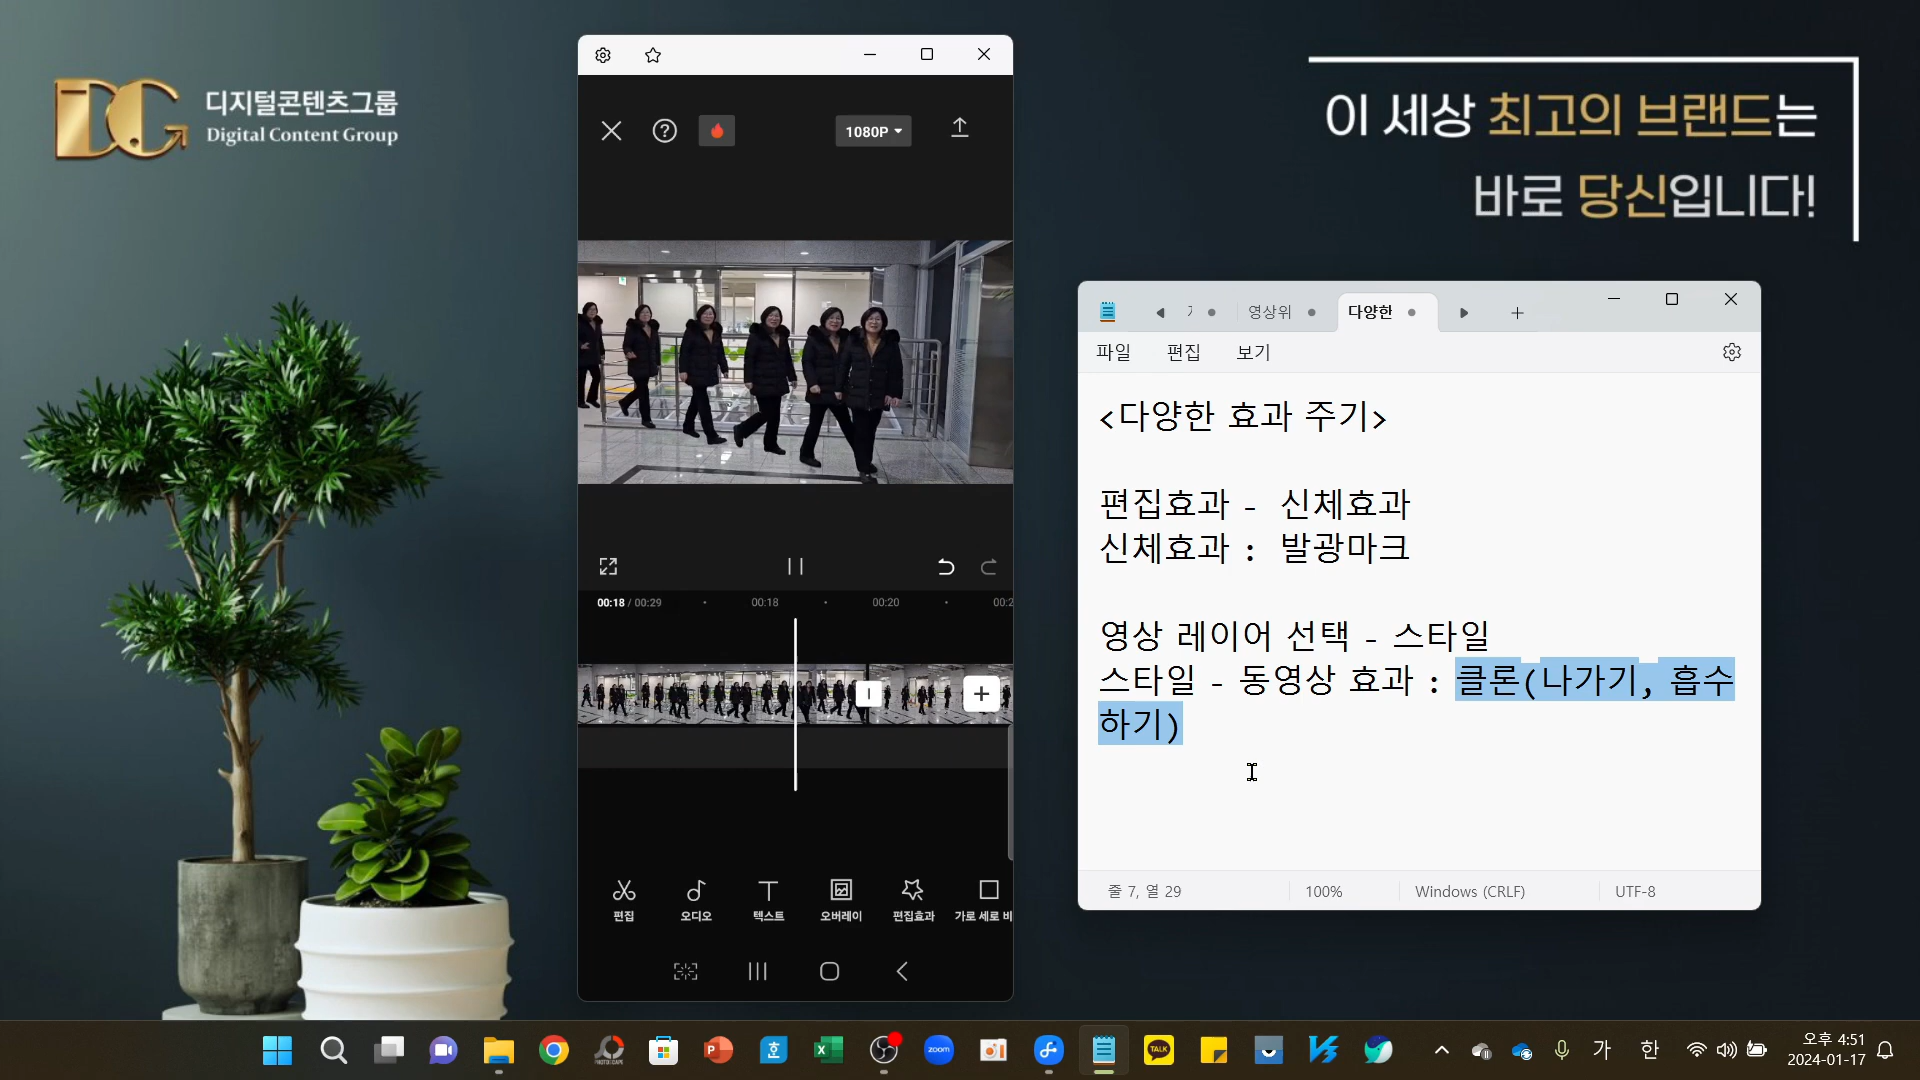 디지털콘텐츠그룹
Digital Content Group
이 세상 최고의 브랜드는
바로 당신입니다!
1080P
00:18 / 00:29
00:18
00:20
편집
오디오
텍스트
오버레이
편집효과
가로 세로 비
영상위
다양한
파일
편집
보기
<다양한 효과 주기>
편집효과 - 신체효과
신체효과 : 발광마크
영상 레이어 선택 - 스타일
스타일 - 동영상 효과 : 클론(나가기, 흡수
하기)
줄 7, 열 29
100%
Windows (CRLF)
UTF-8
zoom
TALK
가
한
오후 4:51
2024-01-17